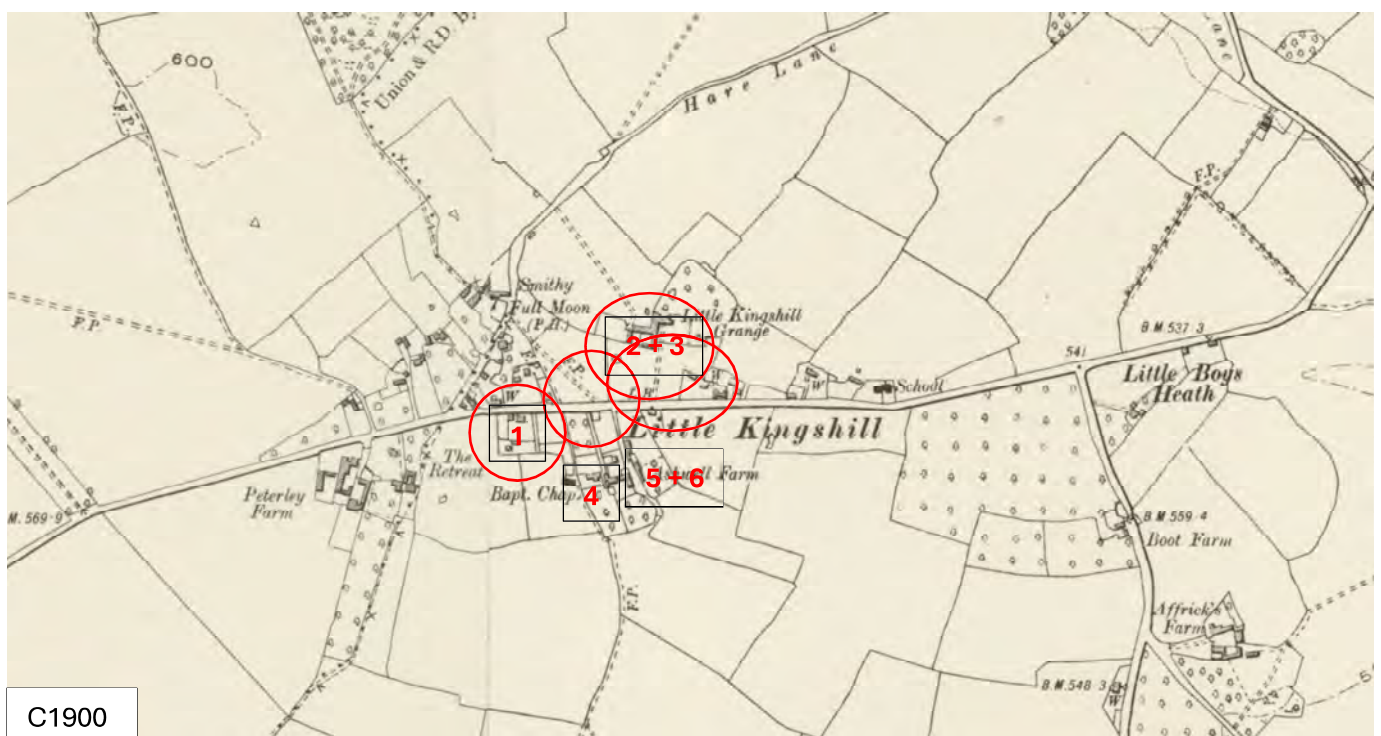 600
F.P.
Union & R.D. By.
Hare Lane
Lane
F.P.
F.P.
Smithy
Full Moon
(P.H.)
F.P.
Little Kingshill
Grange
2 + 3
B.M. 537·3
541
W
W
School
Little Boys
Heath
1
Little Kingshill
The
Retreat
Bapt. Chap.
4
5 + 6
Farm
Peterley
Farm
M. 569·9
B.M. 559·4
Boot Farm
F.P.
Affrick's
Farm
B.M. 548·3
W
C1900